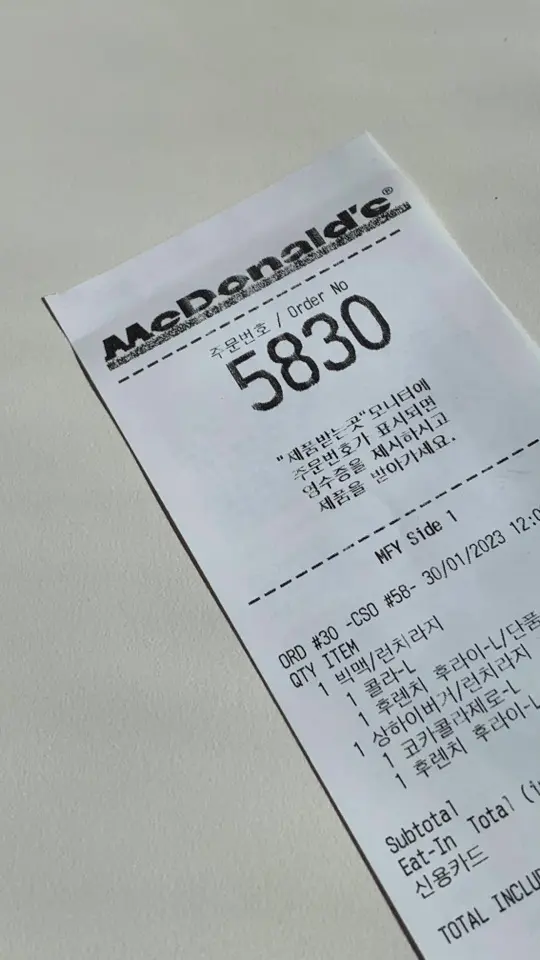 McDonald's®
주문번호 / Order No
5830
"제품받는곳"모니터에
주문번호가 표시되면
영수증을 제시하시고
제품을 받아가세요.
MFY Side 1
ORD #30 -CSO #58- 30/01/2023 12:0
QTY ITEM
1 빅맥/런치라지
1 콜라-L
1 후렌치 후라이-L/단품
1 상하이버거/런치라지
1 코카콜라제로-L
1 후렌치 후라이-L
Subtotal
Eat-In Total (i
신용카드
TOTAL INCLUD